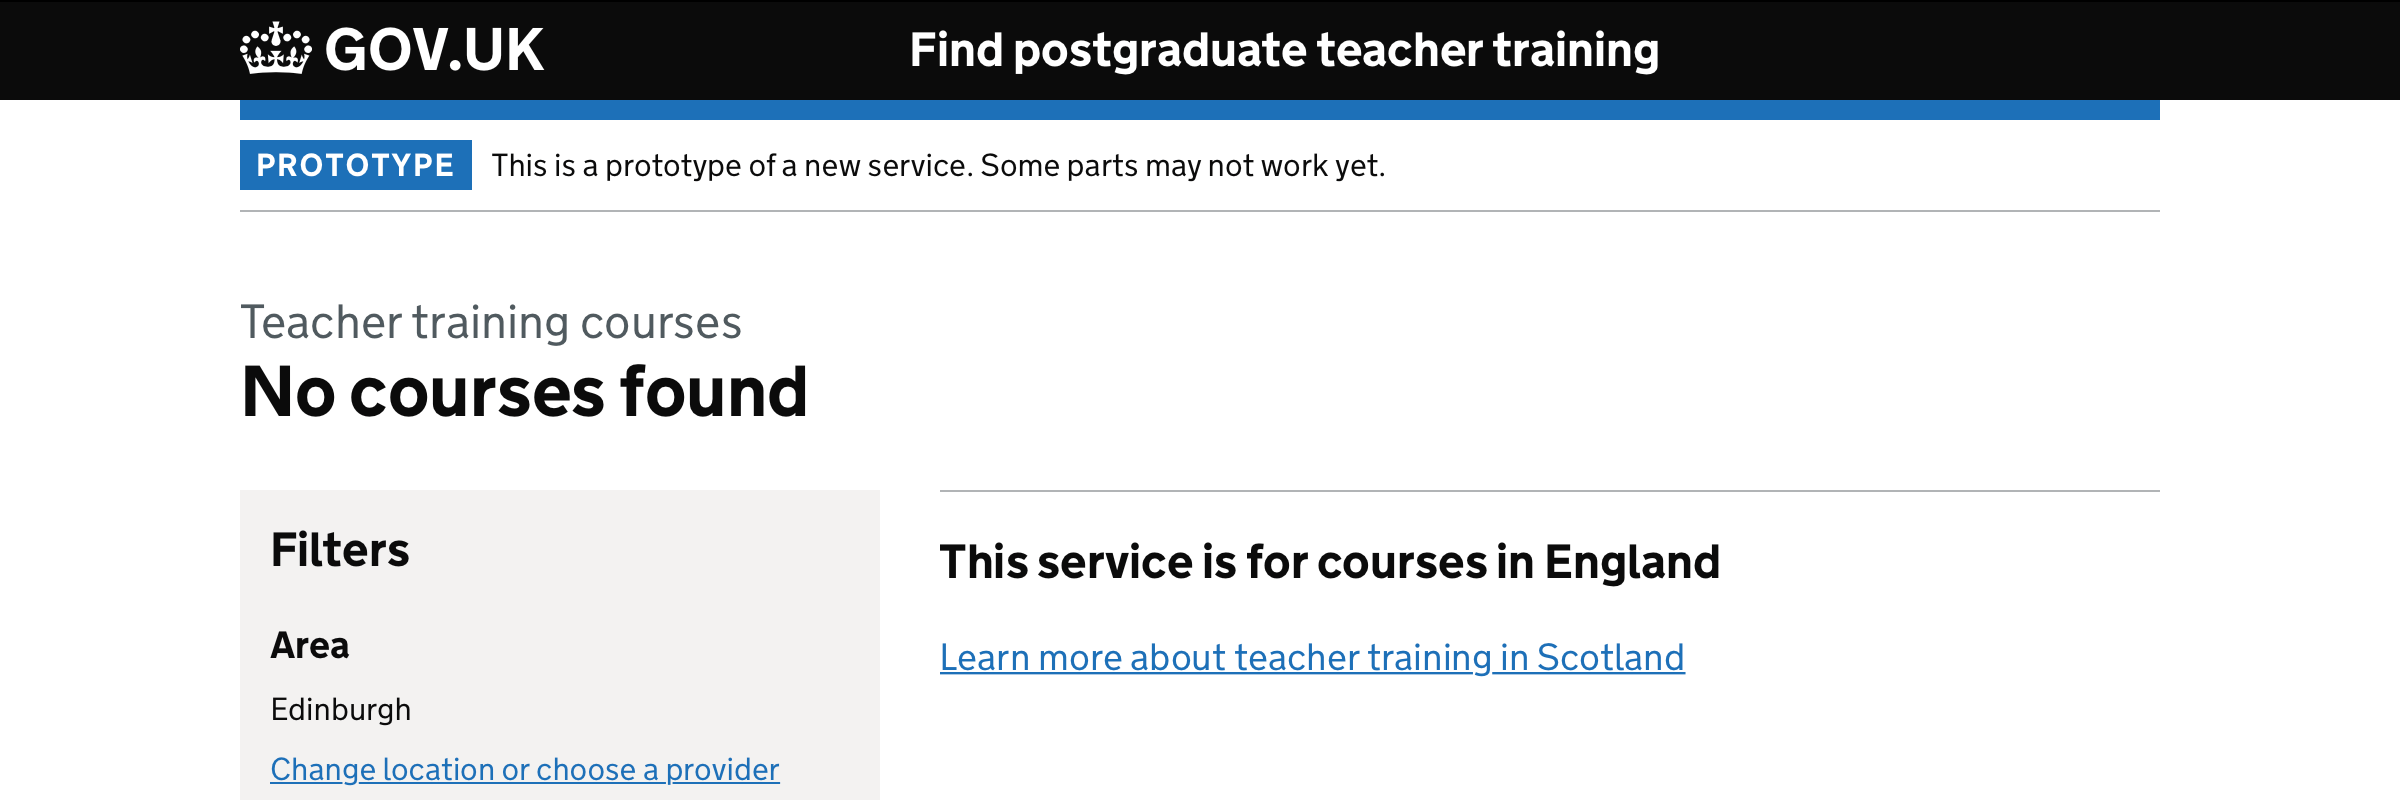 GOV.UK
Find postgraduate teacher training
PROTOTYPE
This is a prototype of a new service. Some parts may not work yet.
Teacher training courses
No courses found
Filters
Area
Edinburgh
Change location or choose a provider
This service is for courses in England
Learn more about teacher training in Scotland